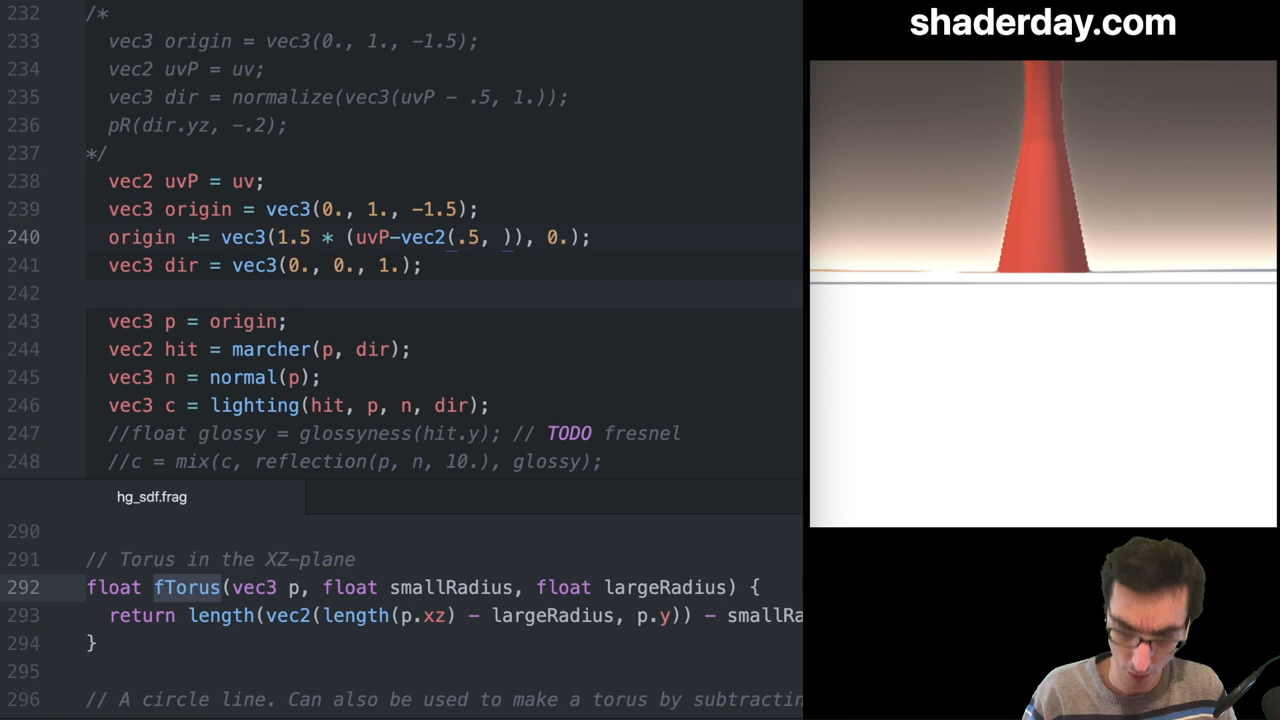 232 /*
233 vec3 origin = vec3(0., 1., -1.5);
234 vec2 uvP = uv;
235 vec3 dir = normalize(vec3(uvP - .5, 1.));
236 pR(dir.yz, -.2);
237 */
238 vec2 uvP = uv;
239 vec3 origin = vec3(0., 1., -1.5);
240 origin += vec3(1.5 * (uvP-vec2(.5, )), 0.);
241 vec3 dir = vec3(0., 0., 1.);
242
243 vec3 p = origin;
244 vec2 hit = marcher(p, dir);
245 vec3 n = normal(p);
246 vec3 c = lighting(hit, p, n, dir);
247 //float glossy = glossyness(hit.y); // TODO fresnel
248 //c = mix(c, reflection(p, n, 10.), glossy);
hg_sdf.frag
290
291 // Torus in the XZ-plane
292 float fTorus(vec3 p, float smallRadius, float largeRadius) {
293 return length(vec2(length(p.xz) - largeRadius, p.y)) - smallRa
294 }
295
296 // A circle line. Can also be used to make a torus by subtractin
shaderday.com